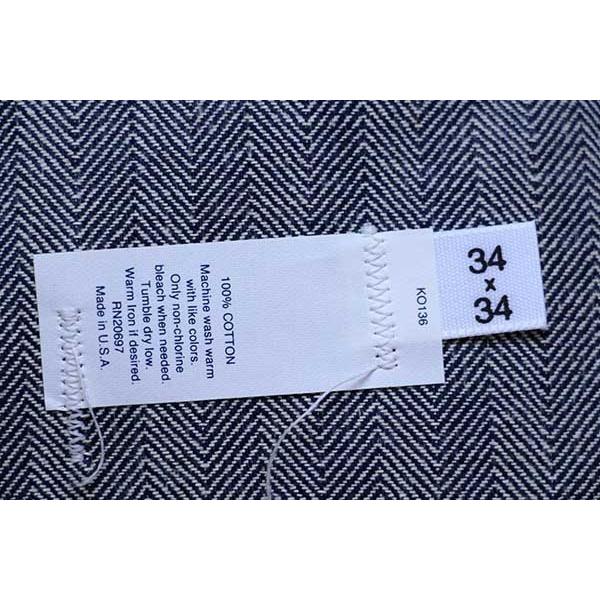 100% COTTON
Machine wash warm
with like colors.
Only non-chlorine
bleach when needed.
Tumble dry low.
Warm Iron if desired.
RN20697
Made in U.S.A.
KO136
34
x
34